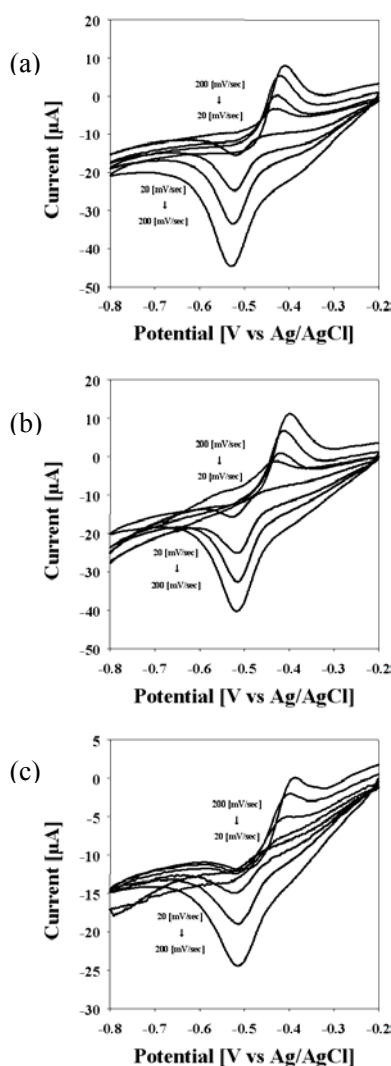 (a)
20
10
0
-10
-20
-30
-40
-50
Current [µA]
200 [mV/sec]
↓
20 [mV/sec]
20 [mV/sec]
↓
200 [mV/sec]
-0.8 -0.7 -0.6 -0.5 -0.4 -0.3 -0.2
Potential [V vs Ag/AgCl]
(b)
20
10
0
-10
-20
-30
-40
-50
Current [µA]
200 [mV/sec]
↓
20 [mV/sec]
20 [mV/sec]
↓
200 [mV/sec]
-0.8 -0.7 -0.6 -0.5 -0.4 -0.3 -0.2
Potential [V vs Ag/AgCl]
(c)
5
0
-5
-10
-15
-20
-25
-30
Current [µA]
200 [mV/sec]
↓
20 [mV/sec]
20 [mV/sec]
↓
200 [mV/sec]
-0.8 -0.7 -0.6 -0.5 -0.4 -0.3 -0.2
Potential [V vs Ag/AgCl]